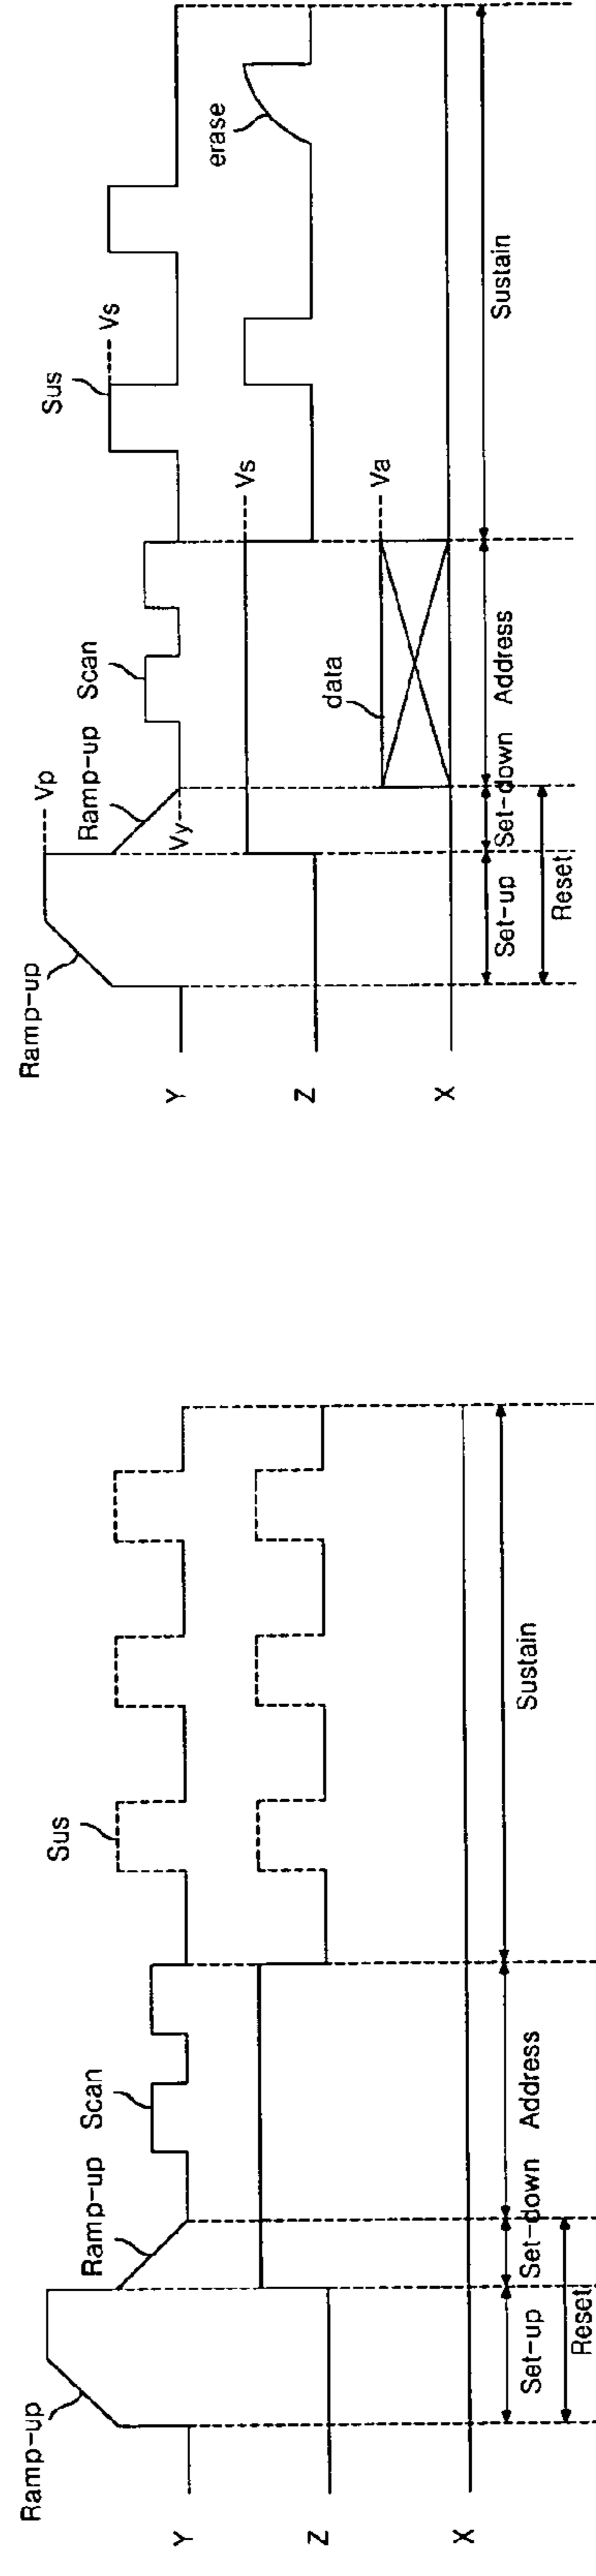 Ramp-up
Vp
Ramp-up
Scan
Sus
Vs
Y
Vy
Vs
erase
Z
data
Va
X
Set-up
Set-down
Address
Sustain
Reset
Ramp-up
Ramp-up
Scan
Sus
Y
Z
X
Set-up
Set-down
Address
Sustain
Reset